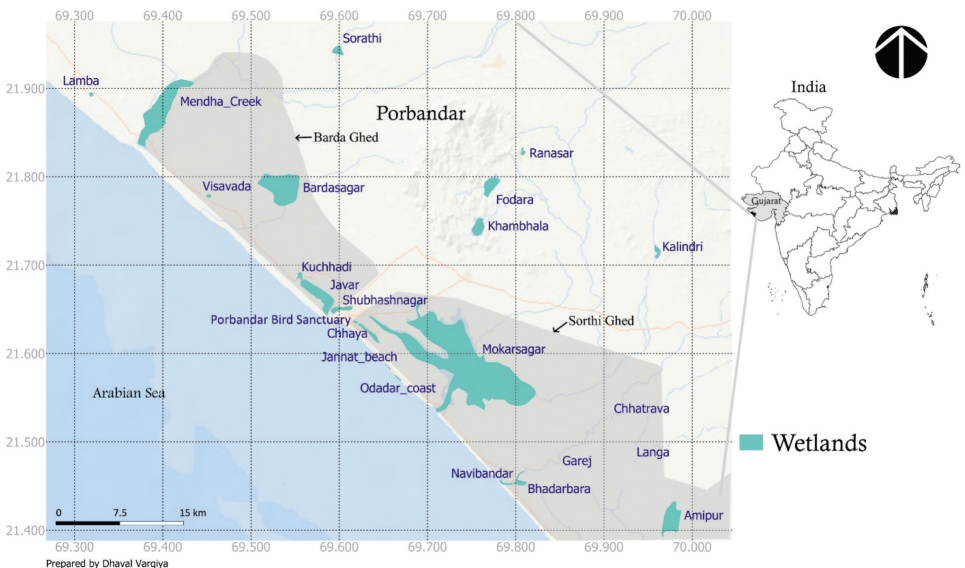 69.300 69.400 69.500 69.600 69.700 69.800 69.900 70.000
Sorathi
21.900
Lamba
Mendha_Creek
Porbandar
India
← Barda Ghed
Ranasar
21.800
Visavada
Bardasagar
Fodara
Gujarat
Khambhala
Kalindri
21.700
Kuchhadi
Javar
Shubhashnagar
Porbandar Bird Sanctuary
Sorthi Ghed
Chhaya
Mokarsagar
21.600
Jannat_beach
Odadar_coast
Arabian Sea
Chhatrava
21.500
Wetlands
Langa
Garej
Navibandar
Bhadarbara
Amipur
0 7.5 15 km
21.400
69.300 69.400 69.500 69.600 69.700 69.800 69.900 70.000
Prepared by Dhaval Vargiya